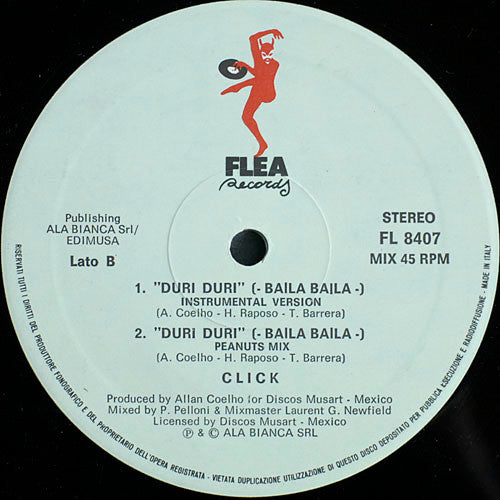 FLEA
Records
Publishing
ALA BIANCA Srl/
EDIMUSA
Lato B
STEREO
FL 8407
MIX 45 RPM
1. "DURI DURI" (- BAILA BAILA -)
INSTRUMENTAL VERSION
(A. Coelho - H. Raposo - T. Barrera)
2. "DURI DURI" (- BAILA BAILA -)
PEANUTS MIX
(A. Coelho - H. Raposo - T. Barrera)
CLICK
Produced by Allan Coelho for Discos Musart - Mexico
Mixed by P. Pelloni & Mixmaster Laurent G. Newfield
Licensed by Discos Musart - Mexico
Ⓟ & © ALA BIANCA SRL
RISERVATI TUTTI I DIRITTI DEL PRODUTTORE FONOGRAFICO E DEL PROPRIETARIO DELL'OPERA REGISTRATA - VIETATA DUPLICAZIONE UTILIZZAZIONE DI QUESTO DISCO DEPOSITATO PER PUBBLICA ESECUZIONE E RADIODIFFUSIONE - MADE IN ITALY